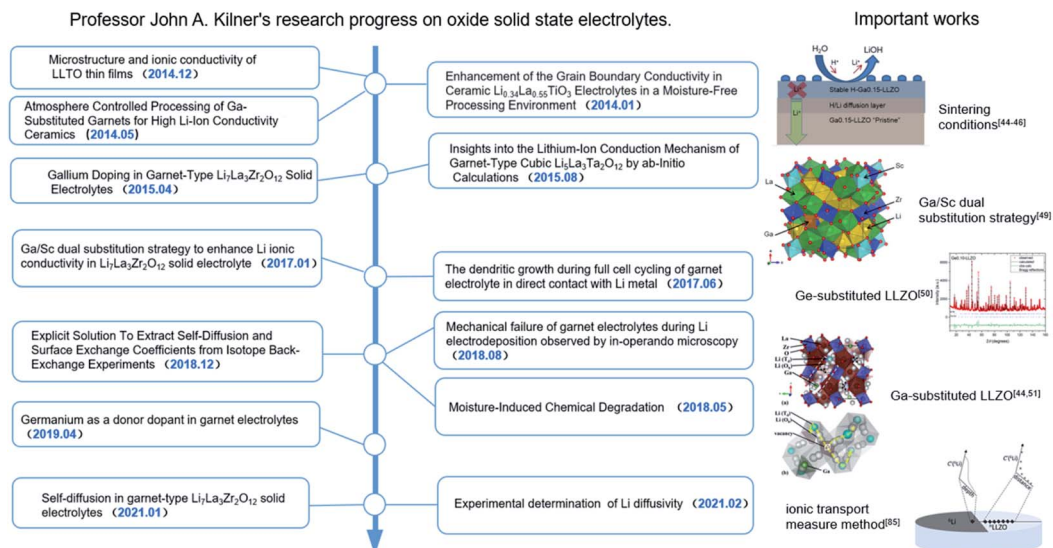 Professor John A. Kilner's research progress on oxide solid state electrolytes.
Important works
Microstructure and ionic conductivity of
LLTO thin films （2014.12）
Atmosphere Controlled Processing of Ga-
Substituted Garnets for High Li-Ion Conductivity
Ceramics （2014.05）
Enhancement of the Grain Boundary Conductivity in
Ceramic Li0.34La0.55TiO3 Electrolytes in a Moisture-Free
Processing Environment （2014.01）
Gallium Doping in Garnet-Type Li7La3Zr2O12 Solid
Electrolytes （2015.04）
Insights into the Lithium-Ion Conduction Mechanism of
Garnet-Type Cubic Li5La3Ta2O12 by ab-Initio
Calculations （2015.08）
Ga/Sc dual substitution strategy to enhance Li ionic
conductivity in Li7La3Zr2O12 solid electrolyte （2017.01）
The dendritic growth during full cell cycling of garnet
electrolyte in direct contact with Li metal （2017.06）
Explicit Solution To Extract Self-Diffusion and
Surface Exchange Coefficients from Isotope Back-
Exchange Experiments （2018.12）
Mechanical failure of garnet electrolytes during Li
electrodeposition observed by in-operando microscopy
（2018.08）
Moisture-Induced Chemical Degradation （2018.05）
Germanium as a donor dopant in garnet electrolytes
（2019.04）
Self-diffusion in garnet-type Li7La3Zr2O12 solid
electrolytes （2021.01）
Experimental determination of Li diffusivity （2021.02）
H2O
LiOH
H+
Li+
Li+
Stable H-Ga0.15-LLZO
H/Li diffusion layer
Li+
Ga0.15-LLZO "Pristine"
Sintering
conditions[44-46]
Sc
La
Zr
Li
Ga
Ga/Sc dual
substitution strategy[49]
Ge-substituted LLZO[50]
La
Zr
O
Ga
(a)
Ga-substituted LLZO[44,51]
vacancy
(b)
Ga
ionic transport
measure method[85]
depth
distance
LLZO